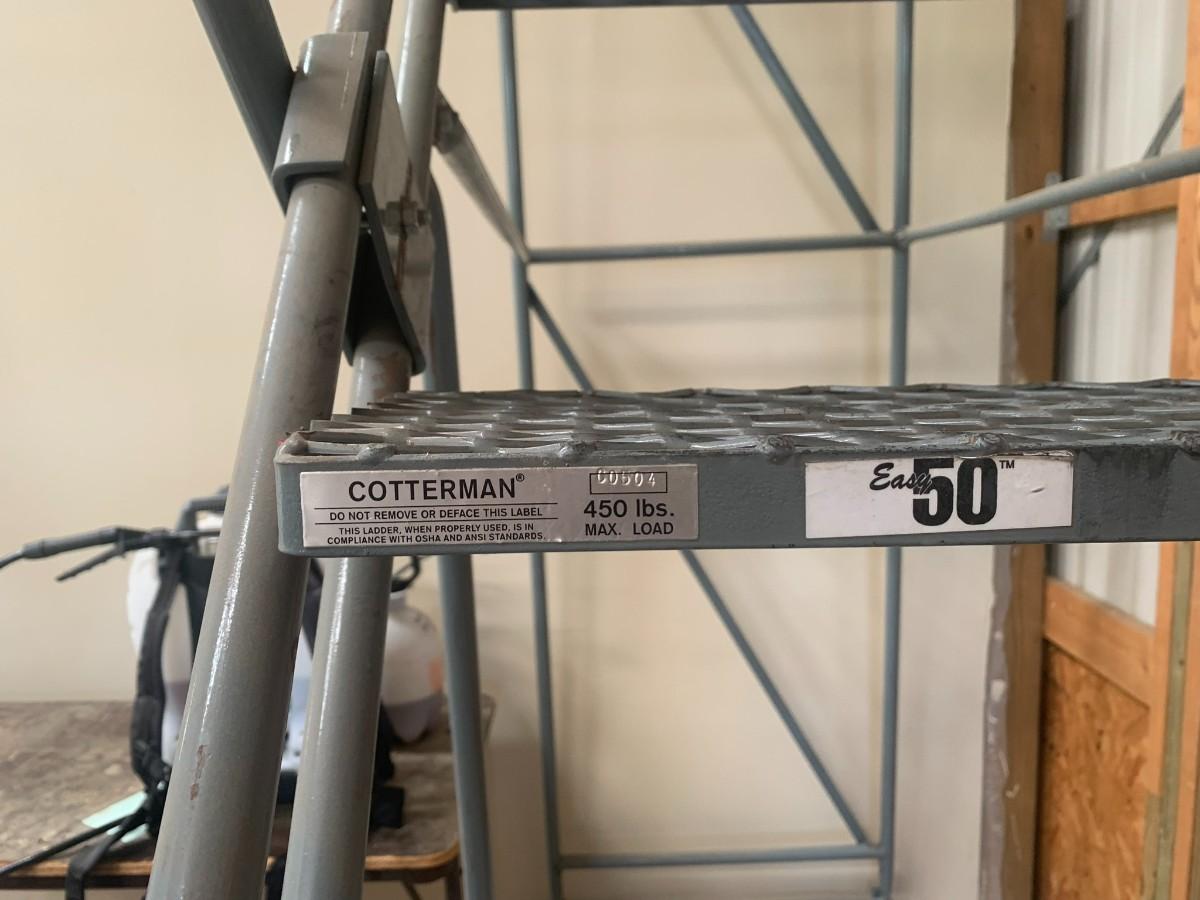 COTTERMAN®
DO NOT REMOVE OR DEFACE THIS LABEL
THIS LADDER, WHEN PROPERLY USED, IS IN
COMPLIANCE WITH OSHA AND ANSI STANDARDS.
C0504
450 lbs.
MAX. LOAD
Easy 50™